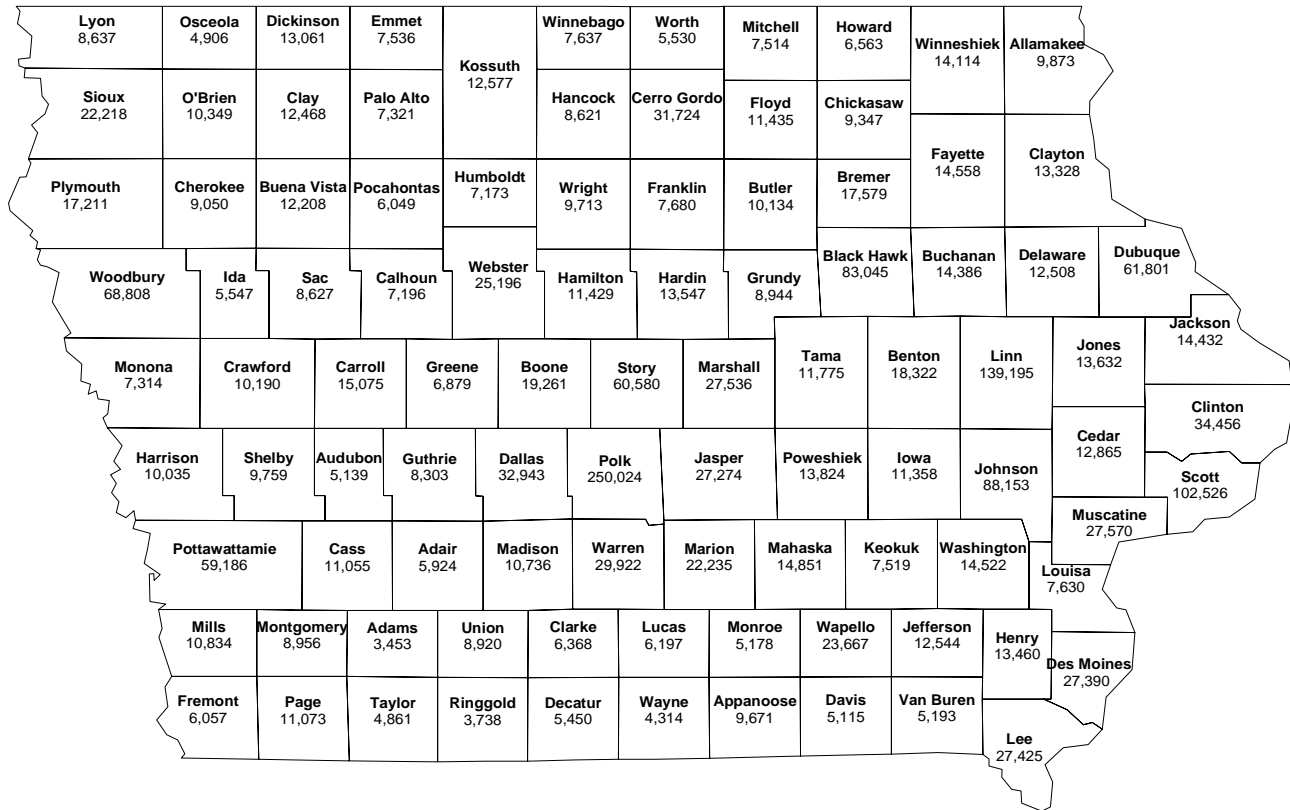 Lyon
8,637
Osceola
4,906
Dickinson
13,061
Emmet
7,536
Kossuth
12,577
Winnebago
7,637
Worth
5,530
Mitchell
7,514
Howard
6,563
Winneshiek
14,114
Allamakee
9,873
Sioux
22,218
O'Brien
10,349
Clay
12,468
Palo Alto
7,321
Hancock
8,621
Cerro Gordo
31,724
Floyd
11,435
Chickasaw
9,347
Plymouth
17,211
Cherokee
9,050
Buena Vista
12,208
Pocahontas
6,049
Humboldt
7,173
Wright
9,713
Franklin
7,680
Butler
10,134
Bremer
17,579
Fayette
14,558
Clayton
13,328
Woodbury
68,808
Ida
5,547
Sac
8,627
Calhoun
7,196
Webster
25,196
Hamilton
11,429
Hardin
13,547
Grundy
8,944
Black Hawk
83,045
Buchanan
14,386
Delaware
12,508
Dubuque
61,801
Monona
7,314
Crawford
10,190
Carroll
15,075
Greene
6,879
Boone
19,261
Story
60,580
Marshall
27,536
Tama
11,775
Benton
18,322
Linn
139,195
Jones
13,632
Jackson
14,432
Clinton
34,456
Harrison
10,035
Shelby
9,759
Audubon
5,139
Guthrie
8,303
Dallas
32,943
Polk
250,024
Jasper
27,274
Poweshiek
13,824
Iowa
11,358
Johnson
88,153
Cedar
12,865
Scott
102,526
Muscatine
27,570
Pottawattamie
59,186
Cass
11,055
Adair
5,924
Madison
10,736
Warren
29,922
Marion
22,235
Mahaska
14,851
Keokuk
7,519
Washington
14,522
Louisa
7,630
Mills
10,834
Montgomery
8,956
Adams
3,453
Union
8,920
Clarke
6,368
Lucas
6,197
Monroe
5,178
Wapello
23,667
Jefferson
12,544
Henry
13,460
Des Moines
27,390
Fremont
6,057
Page
11,073
Taylor
4,861
Ringgold
3,738
Decatur
5,450
Wayne
4,314
Appanoose
9,671
Davis
5,115
Van Buren
5,193
Lee
27,425